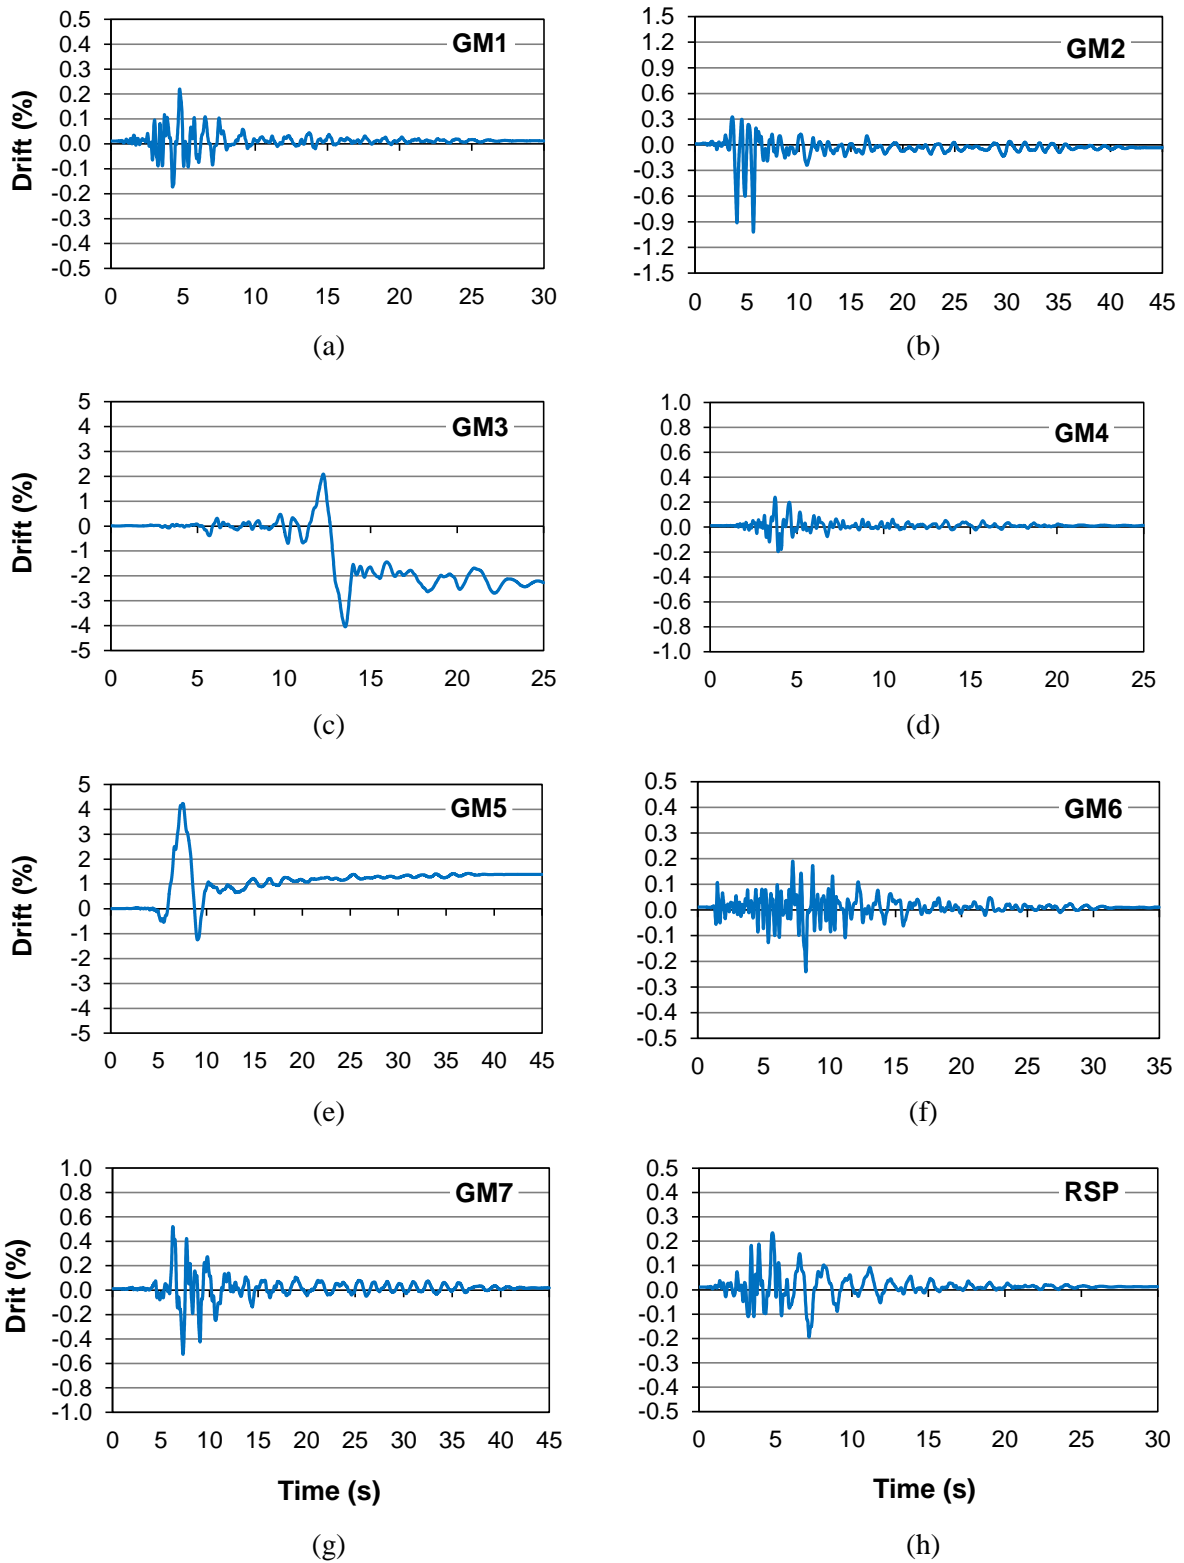 GM1
Drift (%)
0.5
0.4
0.3
0.2
0.1
0.0
-0.1
-0.2
-0.3
-0.4
-0.5
0 5 10 15 20 25 30
(a)
GM2
1.5
1.2
0.9
0.6
0.3
0.0
-0.3
-0.6
-0.9
-1.2
-1.5
0 5 10 15 20 25 30 35 40 45
(b)
GM3
Drift (%)
5
4
3
2
1
0
-1
-2
-3
-4
-5
0 5 10 15 20 25
(c)
GM4
1.0
0.8
0.6
0.4
0.2
0.0
-0.2
-0.4
-0.6
-0.8
-1.0
0 5 10 15 20 25
(d)
GM5
Drift (%)
5
4
3
2
1
0
-1
-2
-3
-4
-5
0 5 10 15 20 25 30 35 40 45
(e)
GM6
0.5
0.4
0.3
0.2
0.1
0.0
-0.1
-0.2
-0.3
-0.4
-0.5
0 5 10 15 20 25 30 35
(f)
GM7
Drit (%)
1.0
0.8
0.6
0.4
0.2
0.0
-0.2
-0.4
-0.6
-0.8
-1.0
0 5 10 15 20 25 30 35 40 45
Time (s)
(g)
RSP
0.5
0.4
0.3
0.2
0.1
0.0
-0.1
-0.2
-0.3
-0.4
-0.5
0 5 10 15 20 25 30
Time (s)
(h)